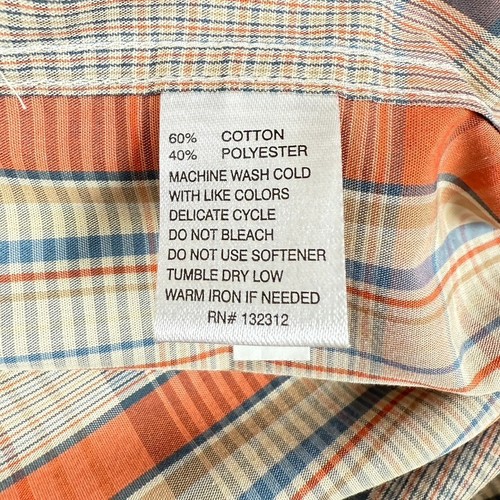 60% COTTON
40% POLYESTER
MACHINE WASH COLD
WITH LIKE COLORS
DELICATE CYCLE
DO NOT BLEACH
DO NOT USE SOFTENER
TUMBLE DRY LOW
WARM IRON IF NEEDED
RN# 132312